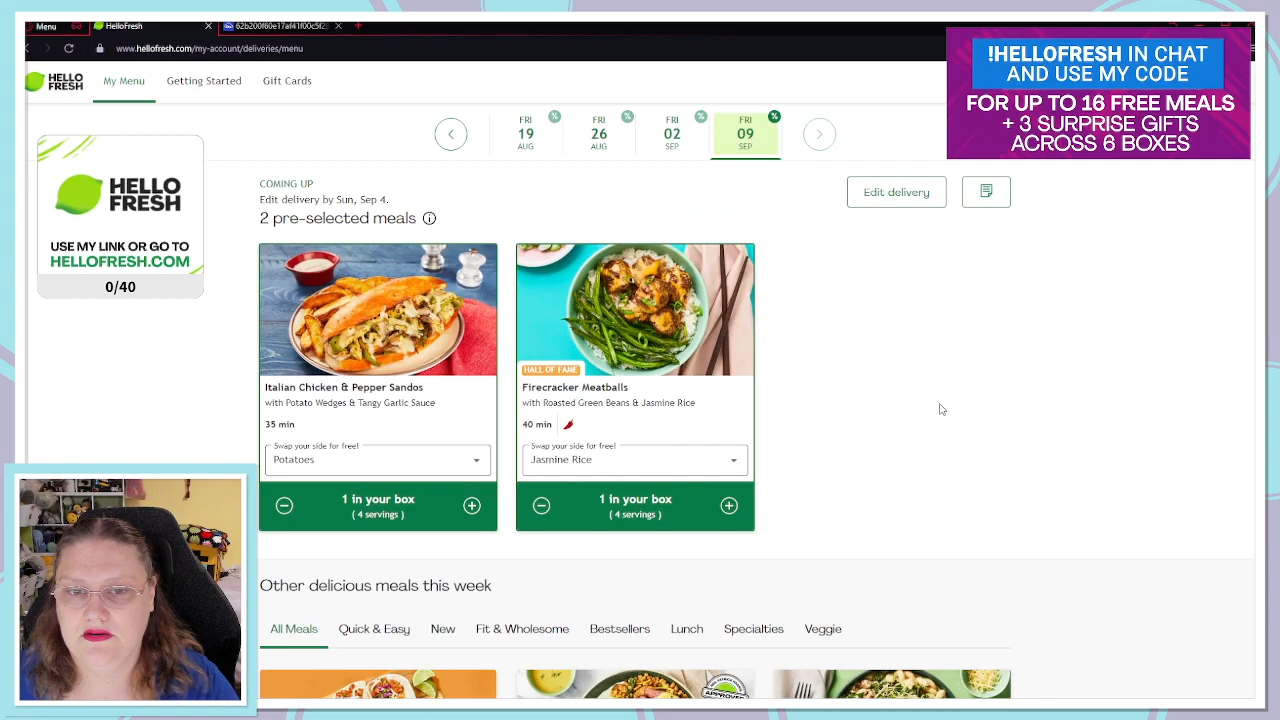 Menu
HelloFresh
62b200f60e17af41f00c5f2
www.hellofresh.com/my-account/deliveries/menu
!HELLOFRESH IN CHAT
AND USE MY CODE
FOR UP TO 16 FREE MEALS
+ 3 SURPRISE GIFTS
ACROSS 6 BOXES
HELLO
FRESH
My Menu
Getting Started
Gift Cards
FRI
19
AUG
%
FRI
26
AUG
%
FRI
02
SEP
%
FRI
09
SEP
%
HELLO
FRESH
USE MY LINK OR GO TO
HELLOFRESH.COM
0/40
COMING UP
Edit delivery by Sun, Sep 4.
2 pre-selected meals
Edit delivery
Italian Chicken & Pepper Sandos
with Potato Wedges & Tangy Garlic Sauce
35 min
Swap your side for free!
Potatoes
1 in your box
( 4 servings )
HALL OF FAME
Firecracker Meatballs
with Roasted Green Beans & Jasmine Rice
40 min
Swap your side for free!
Jasmine Rice
1 in your box
( 4 servings )
Other delicious meals this week
All Meals
Quick & Easy
New
Fit & Wholesome
Bestsellers
Lunch
Specialties
Veggie
APPROVED